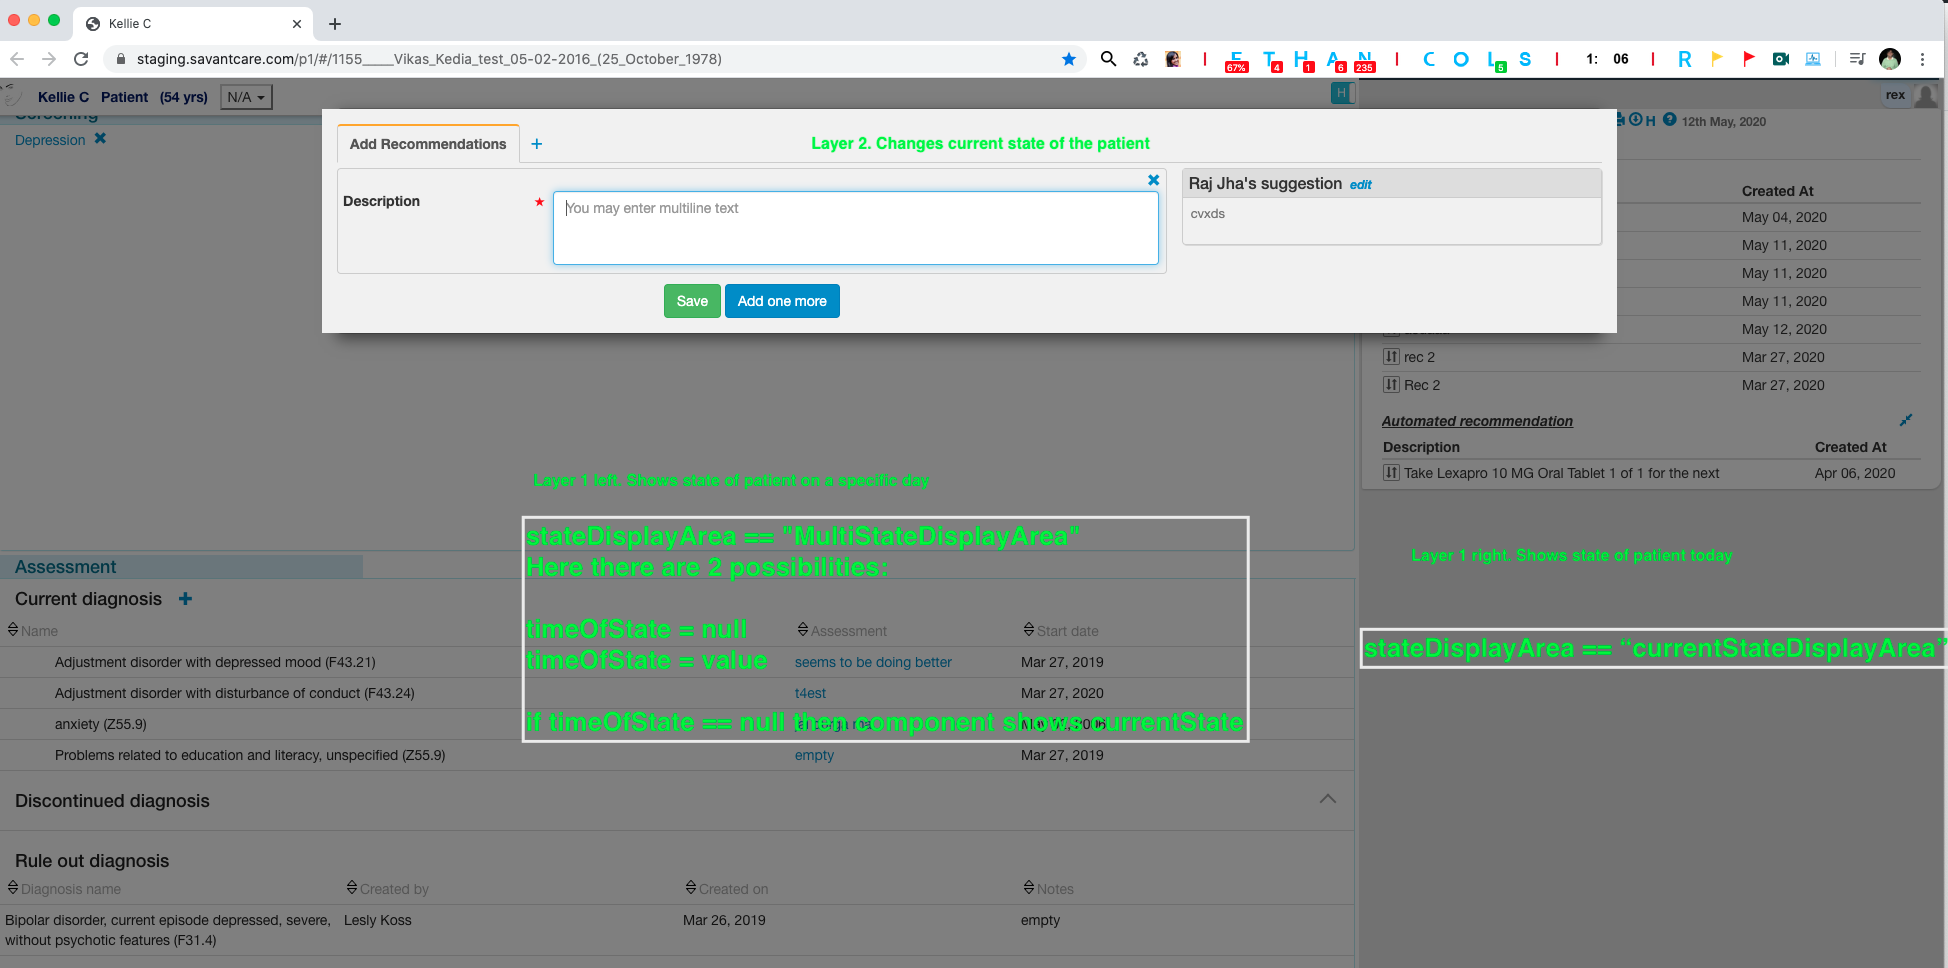 Kellie C
staging.savantcare.com/p1/#/1155____Vikas_Kedia_test_05-02-2016_(25_October_1978)
67% 4 1 6 235
C O L 5 S
1: 06
R
Kellie C Patient (54 yrs) N/A
H
rex
Screening
Depression
Add Recommendations +
Layer 2. Changes current state of the patient
H ? 12th May, 2020
Description *
You may enter multiline text
Raj Jha's suggestion edit
cvxds
Save Add one more
Created At
May 04, 2020
May 11, 2020
May 11, 2020
May 11, 2020
May 12, 2020
rec 2 Mar 27, 2020
Rec 2 Mar 27, 2020
Automated recommendation
Description Created At
Take Lexapro 10 MG Oral Tablet 1 of 1 for the next Apr 06, 2020
Layer 1 left. Shows state of patient on a specific day
stateDisplayArea == "MultiStateDisplayArea"
Here there are 2 possibilities:
timeOfState = null
timeOfState = value
if timeOfState == null then component shows currentState
Layer 1 right. Shows state of patient today
stateDisplayArea == “currentStateDisplayArea”
Assessment
Current diagnosis +
Name Assessment Start date
Adjustment disorder with depressed mood (F43.21) seems to be doing better Mar 27, 2019
Adjustment disorder with disturbance of conduct (F43.24) t4est Mar 27, 2020
anxiety (Z55.9)
Problems related to education and literacy, unspecified (Z55.9) empty Mar 27, 2019
Discontinued diagnosis
Rule out diagnosis
Diagnosis name Created by Created on Notes
Bipolar disorder, current episode depressed, severe, Lesly Koss Mar 26, 2019 empty
without psychotic features (F31.4)